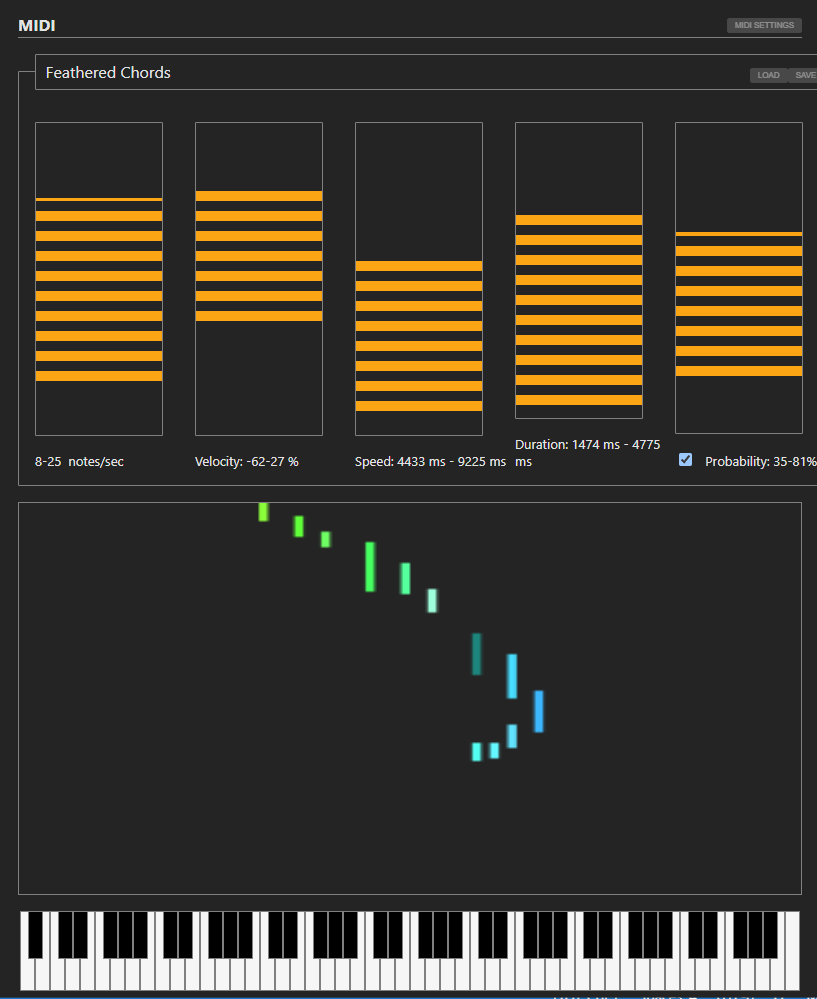 MIDI
MIDI SETTINGS
Feathered Chords
LOAD SAVE
8-25 notes/sec
Velocity: -62-27 %
Speed: 4433 ms - 9225 ms
Duration: 1474 ms - 4775
ms
Probability: 35-81%